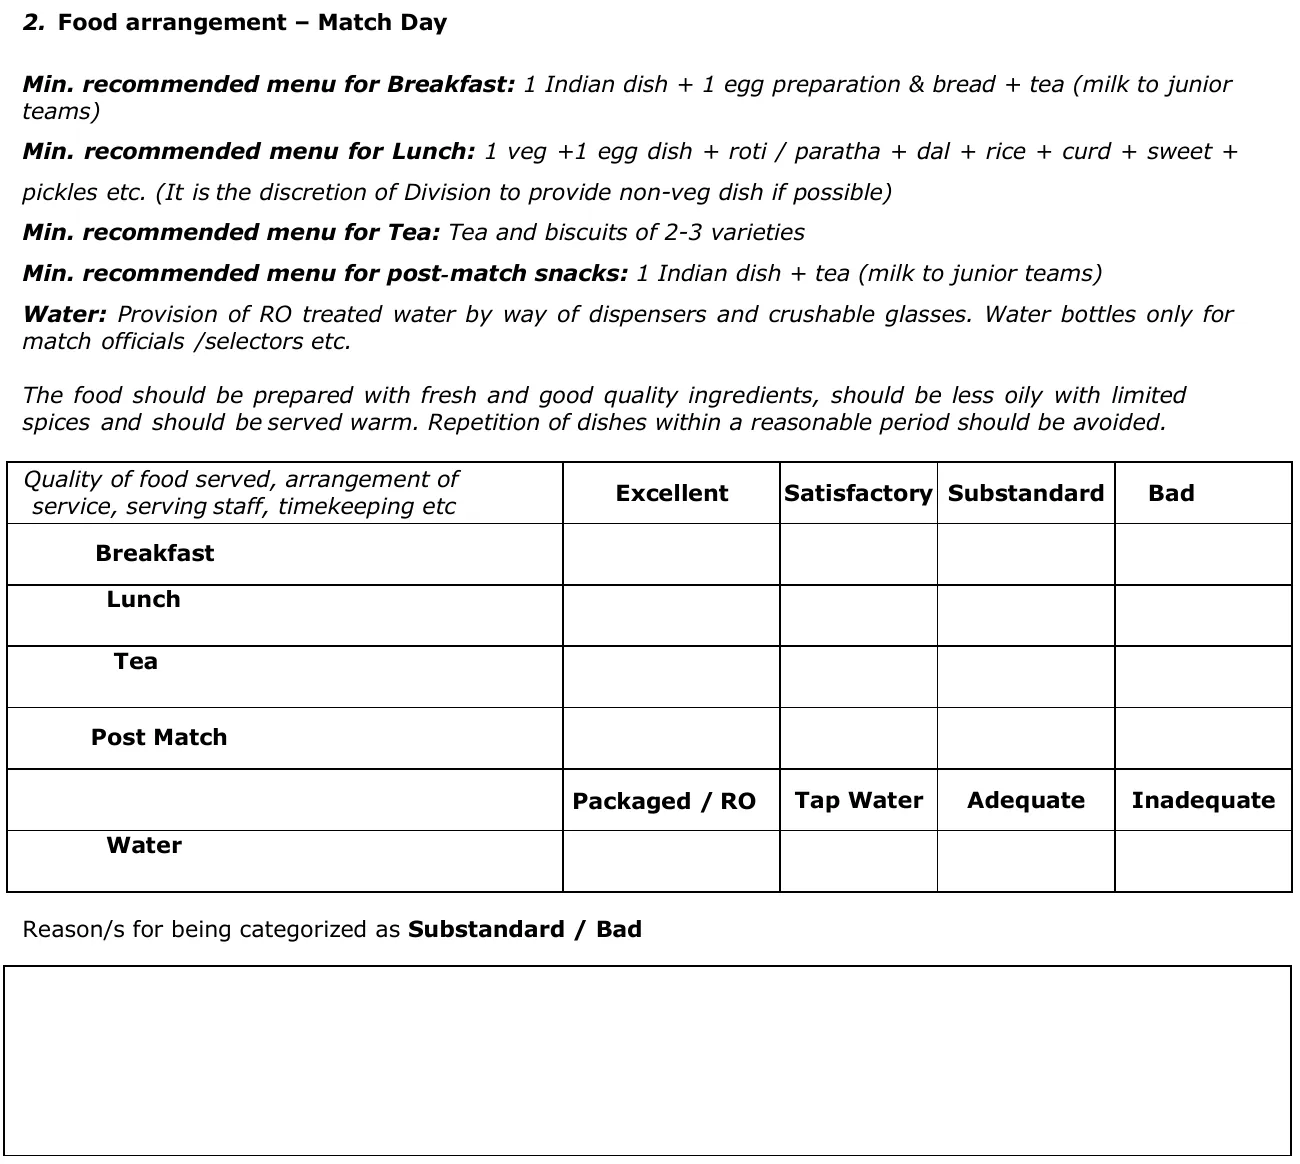 2. Food arrangement – Match Day
Min. recommended menu for Breakfast: 1 Indian dish + 1 egg preparation & bread + tea (milk to junior
teams)
Min. recommended menu for Lunch: 1 veg +1 egg dish + roti / paratha + dal + rice + curd + sweet +
pickles etc. (It is the discretion of Division to provide non-veg dish if possible)
Min. recommended menu for Tea: Tea and biscuits of 2-3 varieties
Min. recommended menu for post-match snacks: 1 Indian dish + tea (milk to junior teams)
Water: Provision of RO treated water by way of dispensers and crushable glasses. Water bottles only for
match officials /selectors etc.
The food should be prepared with fresh and good quality ingredients, should be less oily with limited
spices and should be served warm. Repetition of dishes within a reasonable period should be avoided.
Quality of food served, arrangement of
service, serving staff, timekeeping etc
Excellent Satisfactory Substandard Bad
Breakfast
Lunch
Tea
Post Match
Packaged / RO Tap Water Adequate Inadequate
Water
Reason/s for being categorized as Substandard / Bad